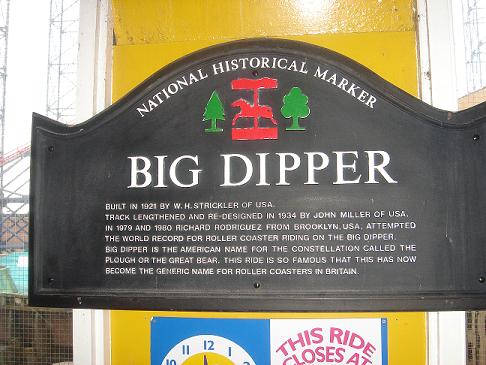 NATIONAL HISTORICAL MARKER
BIG DIPPER
BUILT IN 1921 BY W.H. STRICKLER OF USA.
TRACK LENGTHENED AND RE-DESIGNED IN 1934 BY JOHN MILLER OF USA.
IN 1979 AND 1980 RICHARD RODRIGUEZ FROM BROOKLYN, USA, ATTEMPTED
THE WORLD RECORD FOR ROLLER COASTER RIDING ON THE BIG DIPPER.
BIG DIPPER IS THE AMERICAN NAME FOR THE CONSTELLATION CALLED THE
PLOUGH OR THE GREAT BEAR. THIS RIDE IS SO FAMOUS THAT THIS HAS NOW
BECOME THE GENERIC NAME FOR ROLLER COASTERS IN BRITAIN.
11 12 1
THIS RIDE
CLOSES AT